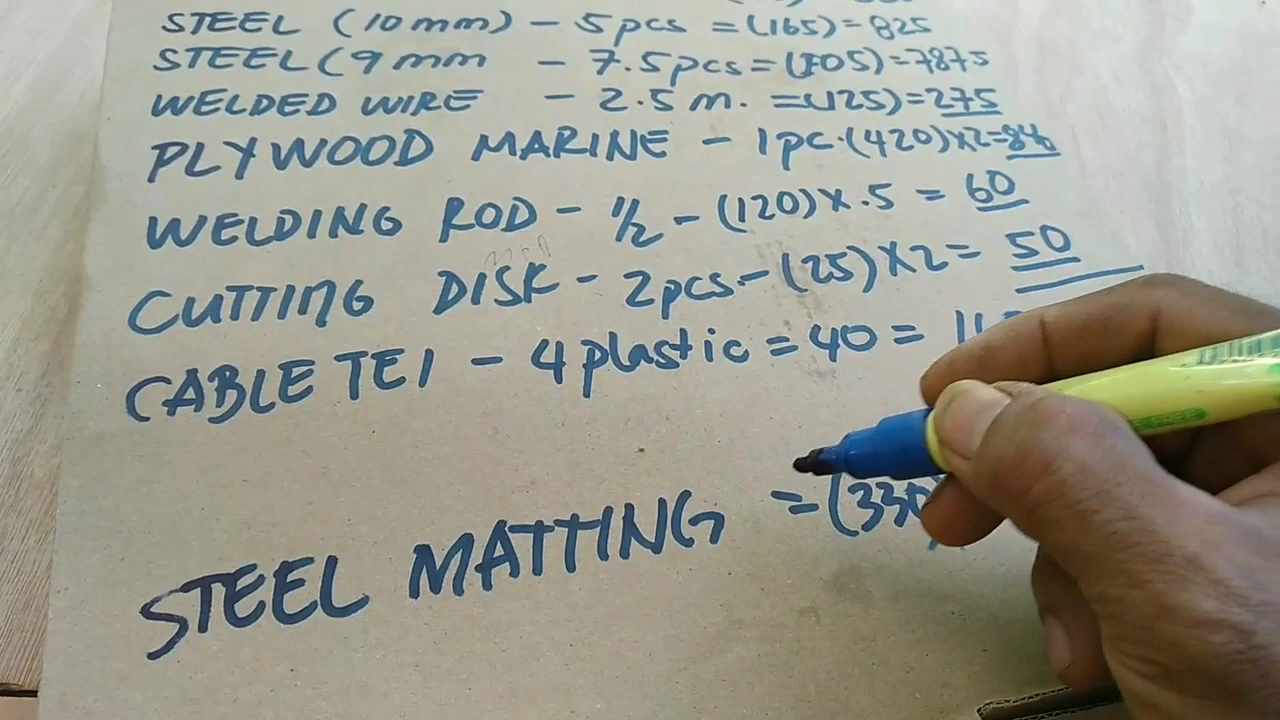 STEEL (10mm) - 5pcs = (165) = 825
STEEL (9mm - 7.5pcs = (105) = 7875
WELDED WIRE - 2.5 m. = (125) = 275
PLYWOOD MARINE - 1pc. (420) x2 =
WELDING ROD - 1/2 - (120) x .5 = 60
CUTTING DISK - 2pcs - (25) x2 = 50
CABLE TEI - 4 plastic = 40 =
STEEL MATTING = (330